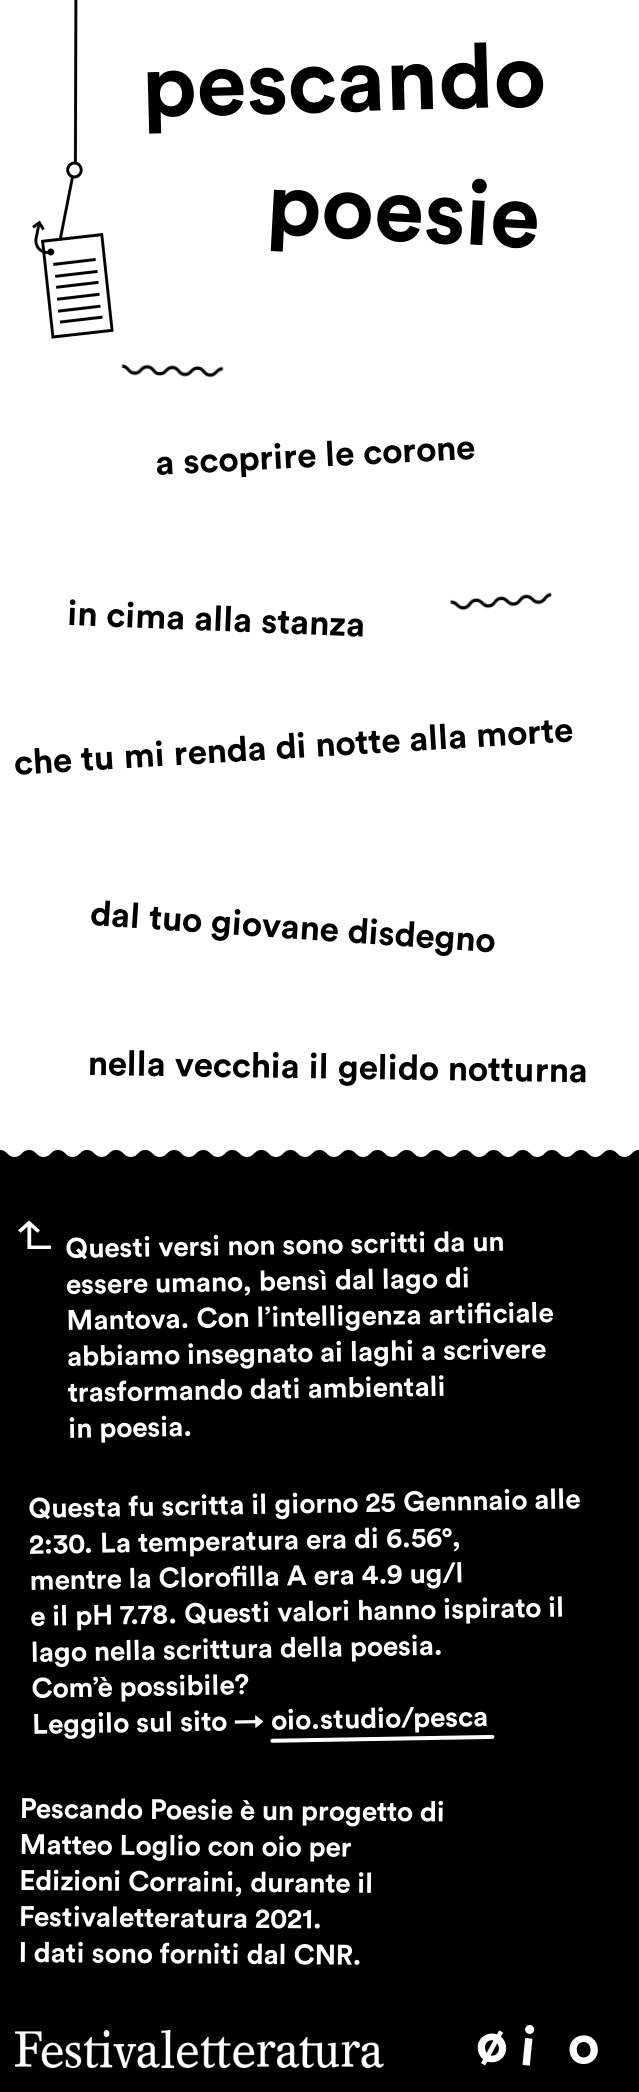 pescando
poesie
a scoprire le corone
in cima alla stanza
che tu mi renda di notte alla morte
dal tuo giovane disdegno
nella vecchia il gelido notturna
Questi versi non sono scritti da un
essere umano, bensì dal lago di
Mantova. Con l’intelligenza artificiale
abbiamo insegnato ai laghi a scrivere
trasformando dati ambientali
in poesia.
Questa fu scritta il giorno 25 Gennnaio alle
2:30. La temperatura era di 6.56°,
mentre la Clorofilla A era 4.9 ug/l
e il pH 7.78. Questi valori hanno ispirato il
lago nella scrittura della poesia.
Com’è possibile?
Leggilo sul sito → oio.studio/pesca
Pescando Poesie è un progetto di
Matteo Loglio con oio per
Edizioni Corraini, durante il
Festivaletteratura 2021.
I dati sono forniti dal CNR.
Festivaletteratura øi o